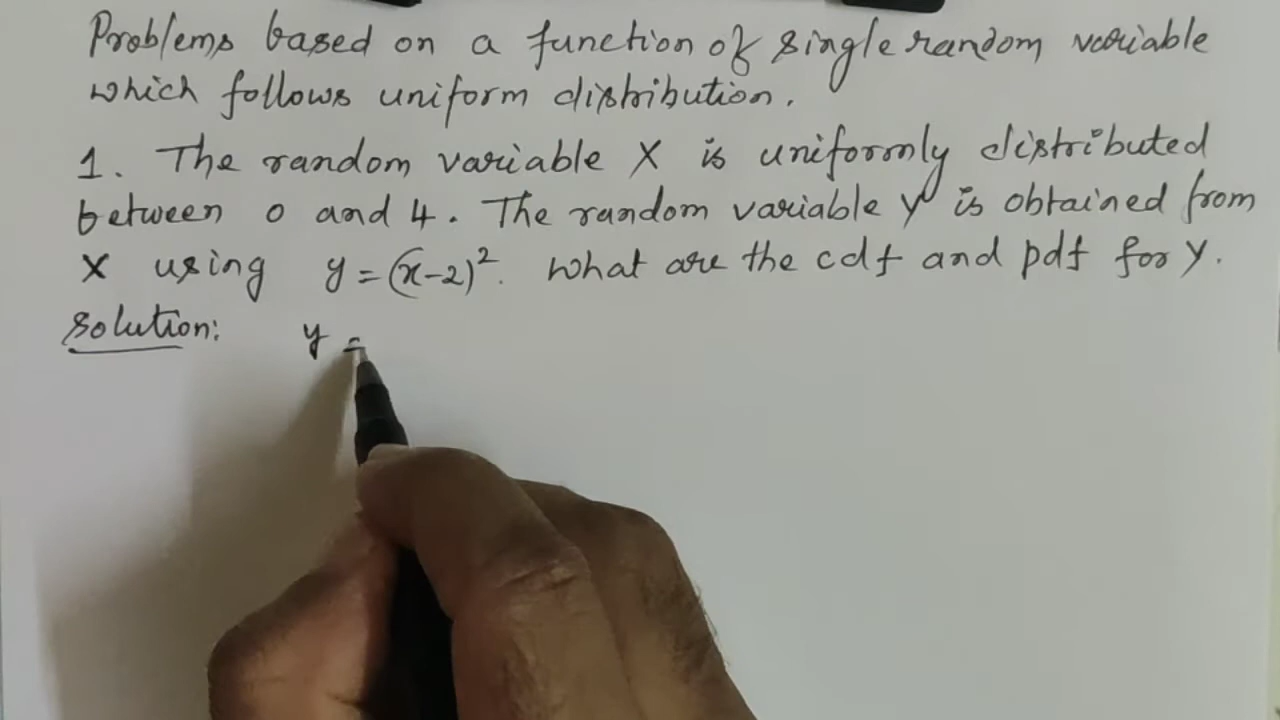 Problems based on a function of single random variable
which follows uniform distribution.
1. The random variable X is uniformly distributed
between 0 and 4. The random variable Y is obtained from
X using y = (x-2)². What are the cdf and pdf for Y.
Solution: y =